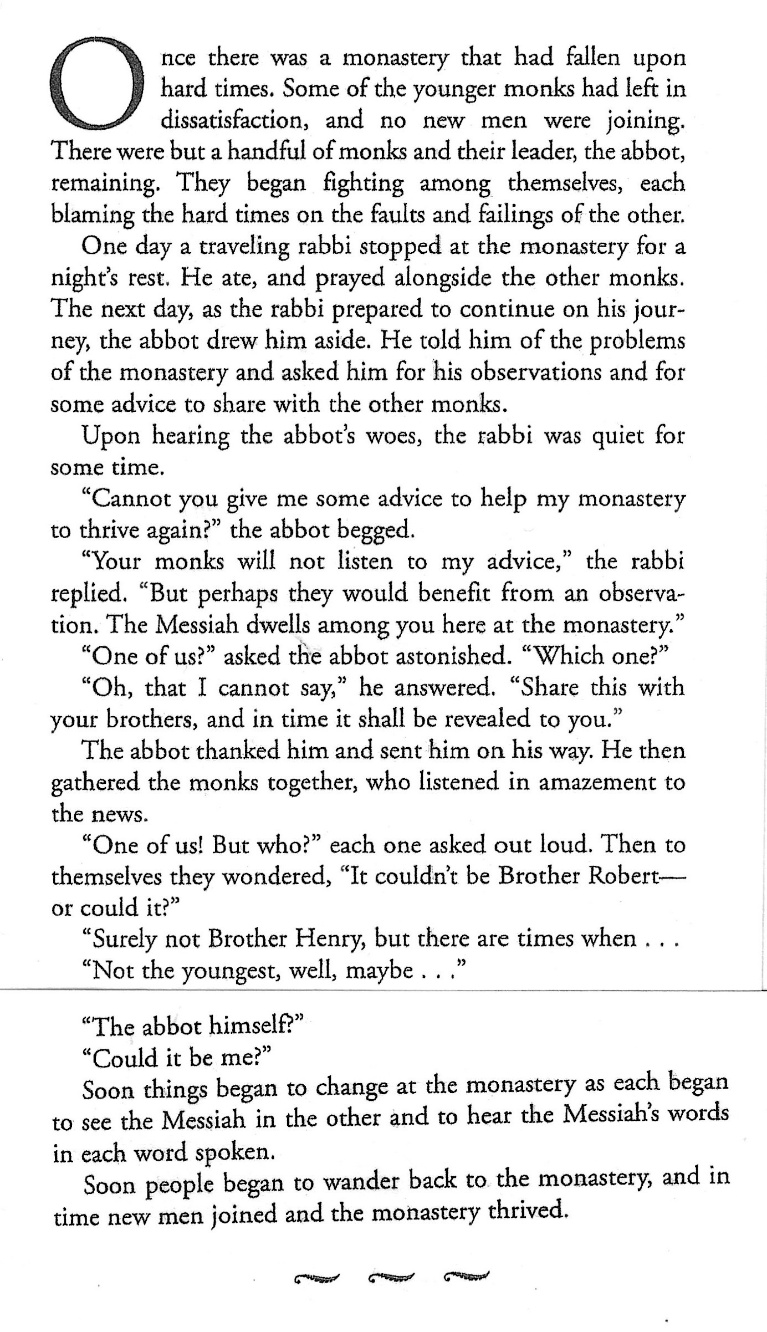 Once there was a monastery that had fallen upon
hard times. Some of the younger monks had left in
dissatisfaction, and no new men were joining.
There were but a handful of monks and their leader, the abbot,
remaining. They began fighting among themselves, each
blaming the hard times on the faults and failings of the other.
One day a traveling rabbi stopped at the monastery for a
night's rest. He ate, and prayed alongside the other monks.
The next day, as the rabbi prepared to continue on his jour-
ney, the abbot drew him aside. He told him of the problems
of the monastery and asked him for his observations and for
some advice to share with the other monks.
Upon hearing the abbot's woes, the rabbi was quiet for
some time.
“Cannot you give me some advice to help my monastery
to thrive again?” the abbot begged.
“Your monks will not listen to my advice,” the rabbi
replied. “But perhaps they would benefit from an observa-
tion. The Messiah dwells among you here at the monastery.”
“One of us?” asked the abbot astonished. “Which one?”
“Oh, that I cannot say,” he answered. “Share this with
your brothers, and in time it shall be revealed to you.”
The abbot thanked him and sent him on his way. He then
gathered the monks together, who listened in amazement to
the news.
“One of us! But who?” each one asked out loud. Then to
themselves they wondered, “It couldn't be Brother Robert—
or could it?”
“Surely not Brother Henry, but there are times when . . .
“Not the youngest, well, maybe . . .”
“The abbot himself?”
“Could it be me?”
Soon things began to change at the monastery as each began
to see the Messiah in the other and to hear the Messiah's words
in each word spoken.
Soon people began to wander back to the monastery, and in
time new men joined and the monastery thrived.